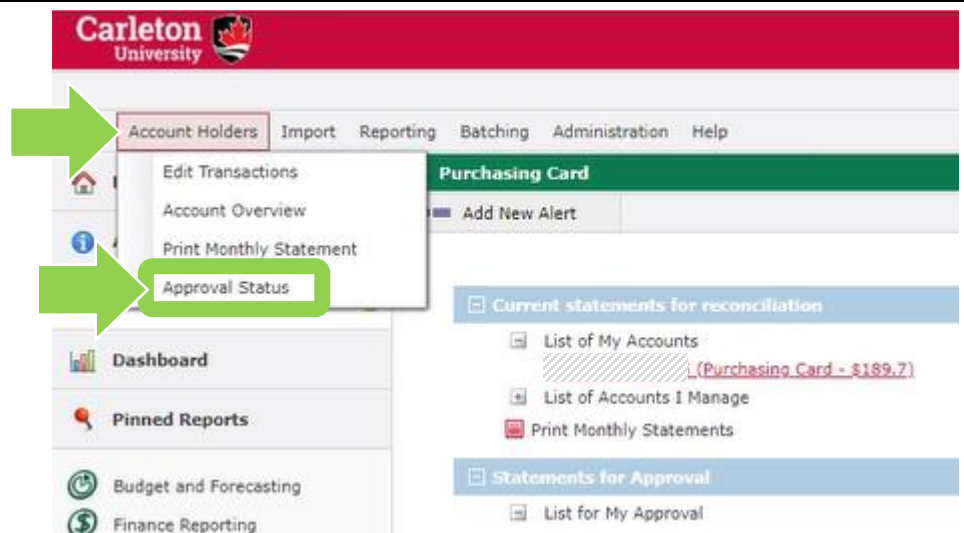 Carleton
University
Account Holders Import Reporting Batching Administration Help
Edit Transactions
Account Overview
Print Monthly Statement
Approval Status
Purchasing Card
Add New Alert
Current statements for reconciliation
List of My Accounts
(Purchasing Card - $189.7)
List of Accounts I Manage
Print Monthly Statements
Statements for Approval
List for My Approval
Dashboard
Pinned Reports
Budget and Forecasting
Finance Reporting